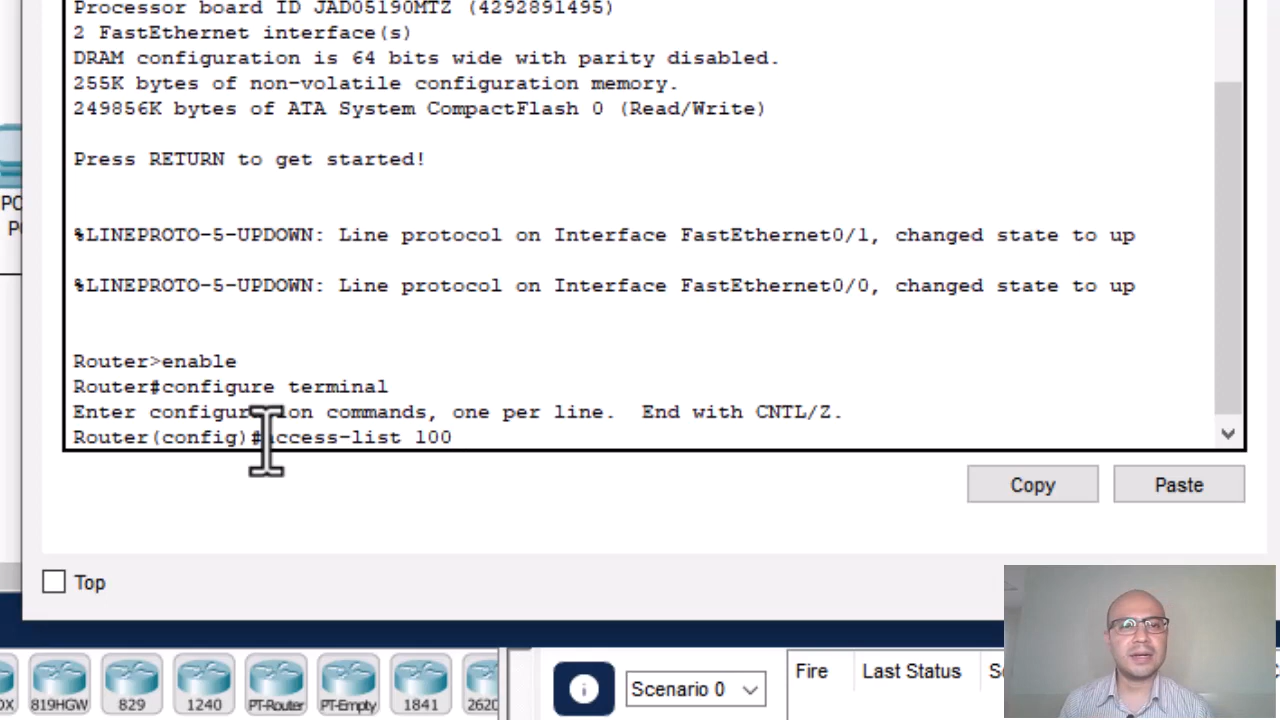 Processor board ID JAD05190MTZ (4292891495)
2 FastEthernet interface(s)
DRAM configuration is 64 bits wide with parity disabled.
255K bytes of non-volatile configuration memory.
249856K bytes of ATA System CompactFlash 0 (Read/Write)
Press RETURN to get started!
%LINEPROTO-5-UPDOWN: Line protocol on Interface FastEthernet0/1, changed state to up
%LINEPROTO-5-UPDOWN: Line protocol on Interface FastEthernet0/0, changed state to up
Router>enable
Router#configure terminal
Enter configuration commands, one per line.  End with CNTL/Z.
Router(config)#access-list 100
Copy
Paste
Top
819HGW
829
1240
PT-Router
PT-Empty
1841
Scenario 0
Fire
Last Status